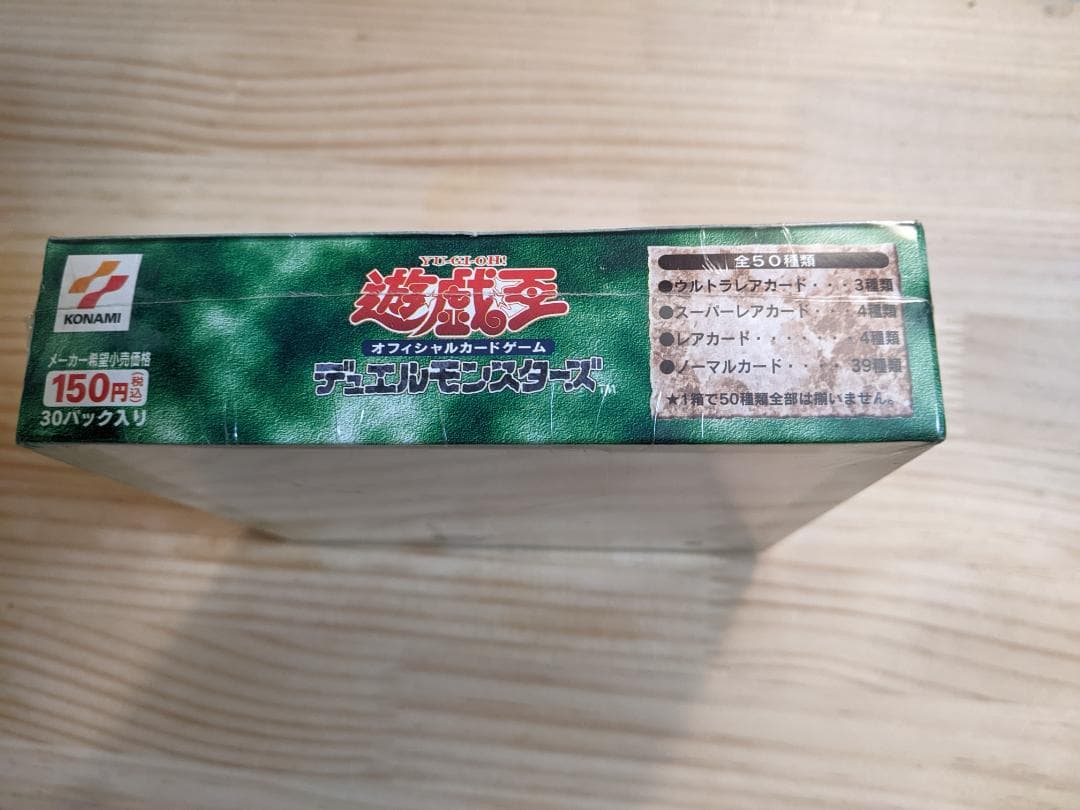 KONAMI
メーカー希望小売価格
150円(税込)
30パック入り
YU-GI-OH!
遊戯王
オフィシャルカードゲーム
デュエルモンスターズ™
全50種類
●ウルトラレアカード・・・3種類
●スーパーレアカード・・4種類
●レアカード・・・・・・4種類
●ノーマルカード・・・・39種類
★1箱で50種類全部は揃いません。